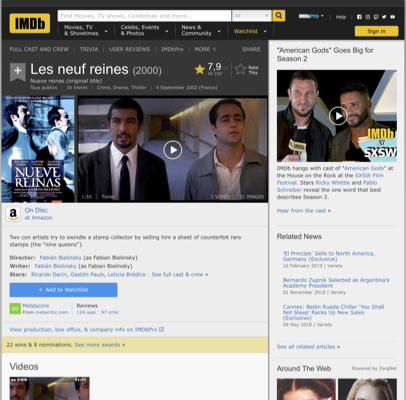 IMDb
Find Movies, TV shows, Celebrities and more...
All
IMDbPro
Help
Movies, TV
& Showtimes
Celebs, Events
& Photos
News &
Community
Watchlist
Sign in
FULL CAST AND CREW | TRIVIA | USER REVIEWS | IMDbPro | MORE
SHARE
+
Les neuf reines (2000)
Nueve reinas (original title)
Tous publics | 1h 54min | Crime, Drama, Thriller | 4 September 2002 (France)
7,9
Rate
This
NUEVE
REINAS
1:55 | Trailer
1 VIDEO | 11 IMAGES
a
On Disc
at Amazon
Two con artists try to swindle a stamp collector by selling him a sheet of counterfeit rare
stamps (the "nine queens").
Director: Fabián Bielinsky (as Fabian Bielinsky)
Writer: Fabián Bielinsky (as Fabian Bielinsky)
Stars: Ricardo Darín, Gastón Pauls, Leticia Brédice | See full cast & crew »
+ Add to Watchlist
Metascore
From metacritic.com
Reviews
124 user | 97 critic
View production, box office, & company info on IMDbPro
22 wins & 8 nominations. See more awards »
Videos
"American Gods" Goes Big for
Season 2
IMDb
at
SXSW
IMDb hangs with cast of "American Gods" at
the House on the Rock at the SXSW Film
Festival. Stars Ricky Whittle and Pablo
Schreiber reveal the one word that best
describes Season 2.
Hear from the cast »
Related News
'El Principe' Sells to North America,
Germany (Exclusive)
10 February 2019 | Variety
Bernardo Zupnik Selected as Argentina's
Academy President
01 November 2018 | Variety
Cannes: Belén Rueda Chiller 'You Shall
Not Sleep' Racks Up New Sales
(Exclusive)
09 May 2018 | Variety
See all related articles »
Around The Web
Powered by ZergNet